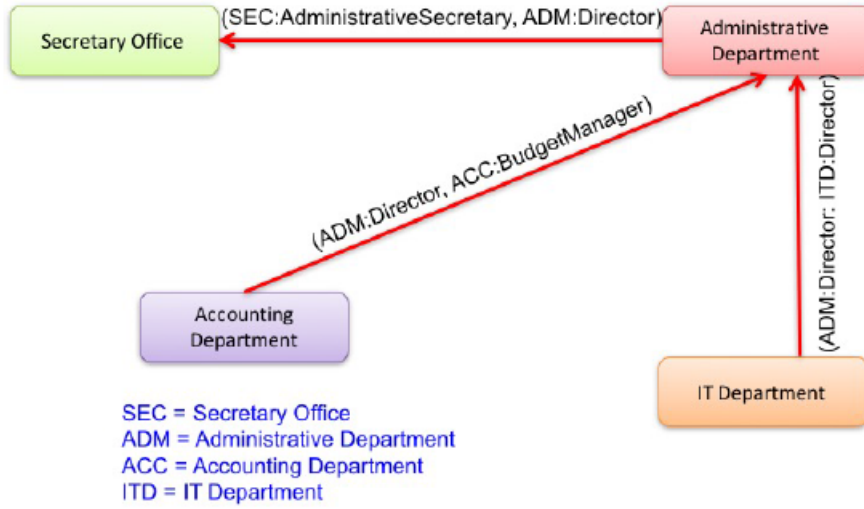 (SEC:AdministrativeSecretary, ADM:Director)
Secretary Office
Administrative
Department
(ADM:Director, ACC:BudgetManager)
(ADM:Director: ITD:Director)
Accounting
Department
IT Department
SEC = Secretary Office
ADM = Administrative Department
ACC = Accounting Department
ITD = IT Department